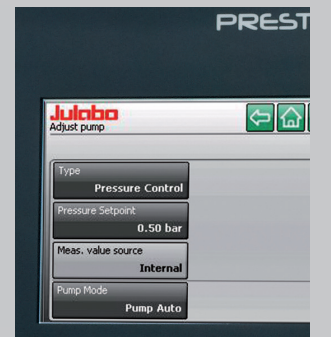 PREST
Julabo
Adjust pump
Type
Pressure Control
Pressure Setpoint
0.50 bar
Meas. value source
Internal
Pump Mode
Pump Auto